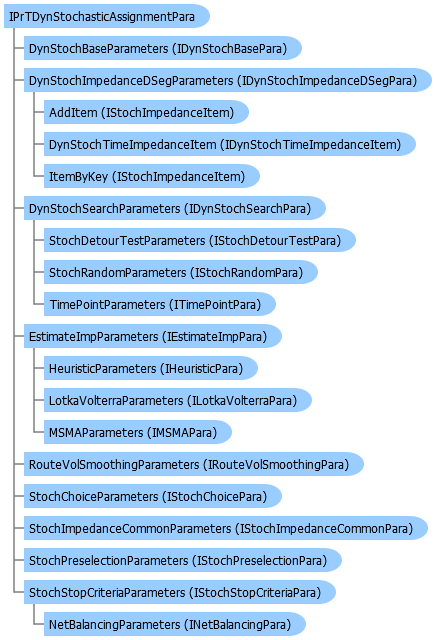 IPrTDynStochasticAssignmentPara
DynStochBaseParameters (IDynStochBasePara)
DynStochImpedanceDSegParameters (IDynStochImpedanceDSegPara)
AddItem (IStochImpedanceItem)
DynStochTimeImpedanceItem (IDynStochTimeImpedanceItem)
ItemByKey (IStochImpedanceItem)
DynStochSearchParameters (IDynStochSearchPara)
StochDetourTestParameters (IStochDetourTestPara)
StochRandomParameters (IStochRandomPara)
TimePointParameters (ITimePointPara)
EstimateImpParameters (IEstimateImpPara)
HeuristicParameters (IHeuristicPara)
LotkaVolterraParameters (ILotkaVolterraPara)
MSMAParameters (IMSMAPara)
RouteVolSmoothingParameters (IRouteVolSmoothingPara)
StochChoiceParameters (IStochChoicePara)
StochImpedanceCommonParameters (IStochImpedanceCommonPara)
StochPreselectionParameters (IStochPreselectionPara)
StochStopCriteriaParameters (IStochStopCriteriaPara)
NetBalancingParameters (INetBalancingPara)